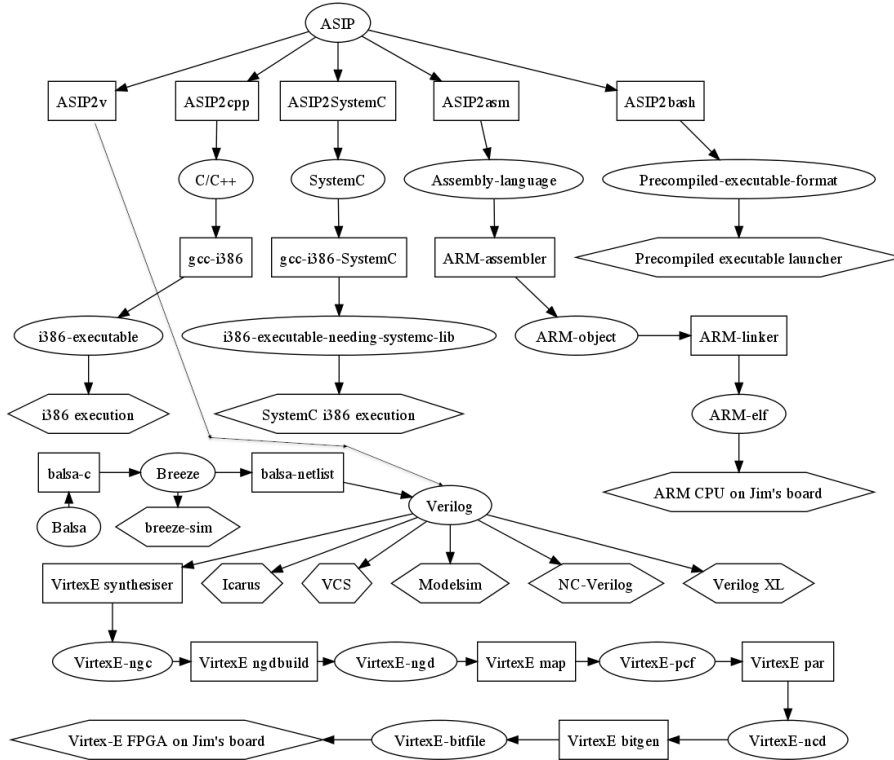 ASIP
ASIP2v
ASIP2cpp
ASIP2SystemC
ASIP2asm
ASIP2bash
C/C++
SystemC
Assembly-language
Precompiled-executable-format
gcc-i386
gcc-i386-SystemC
ARM-assembler
Precompiled executable launcher
i386-executable
i386-executable-needing-systemc-lib
ARM-object
ARM-linker
i386 execution
SystemC i386 execution
ARM-elf
balsa-c
Breeze
balsa-netlist
ARM CPU on Jim's board
Balsa
breeze-sim
Verilog
VirtexE synthesiser
Icarus
VCS
Modelsim
NC-Verilog
Verilog XL
VirtexE-ngc
VirtexE ngdbuild
VirtexE-ngd
VirtexE map
VirtexE-pcf
VirtexE par
Virtex-E FPGA on Jim's board
VirtexE-bitfile
VirtexE bitgen
VirtexE-ncd